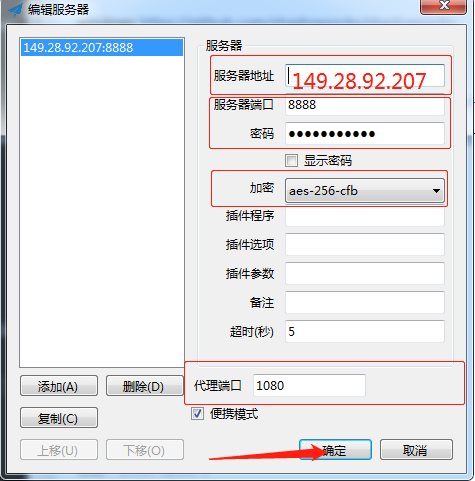 编辑服务器
149.28.92.207:8888
服务器
服务器地址 149.28.92.207
服务器端口 8888
密码 ●●●●●●●●●●●
显示密码
加密 aes-256-cfb
插件程序
插件选项
插件参数
备注
超时(秒) 5
添加(A) 删除(D)
代理端口 1080
复制(C)
便携模式
上移(U) 下移(O)
确定 取消